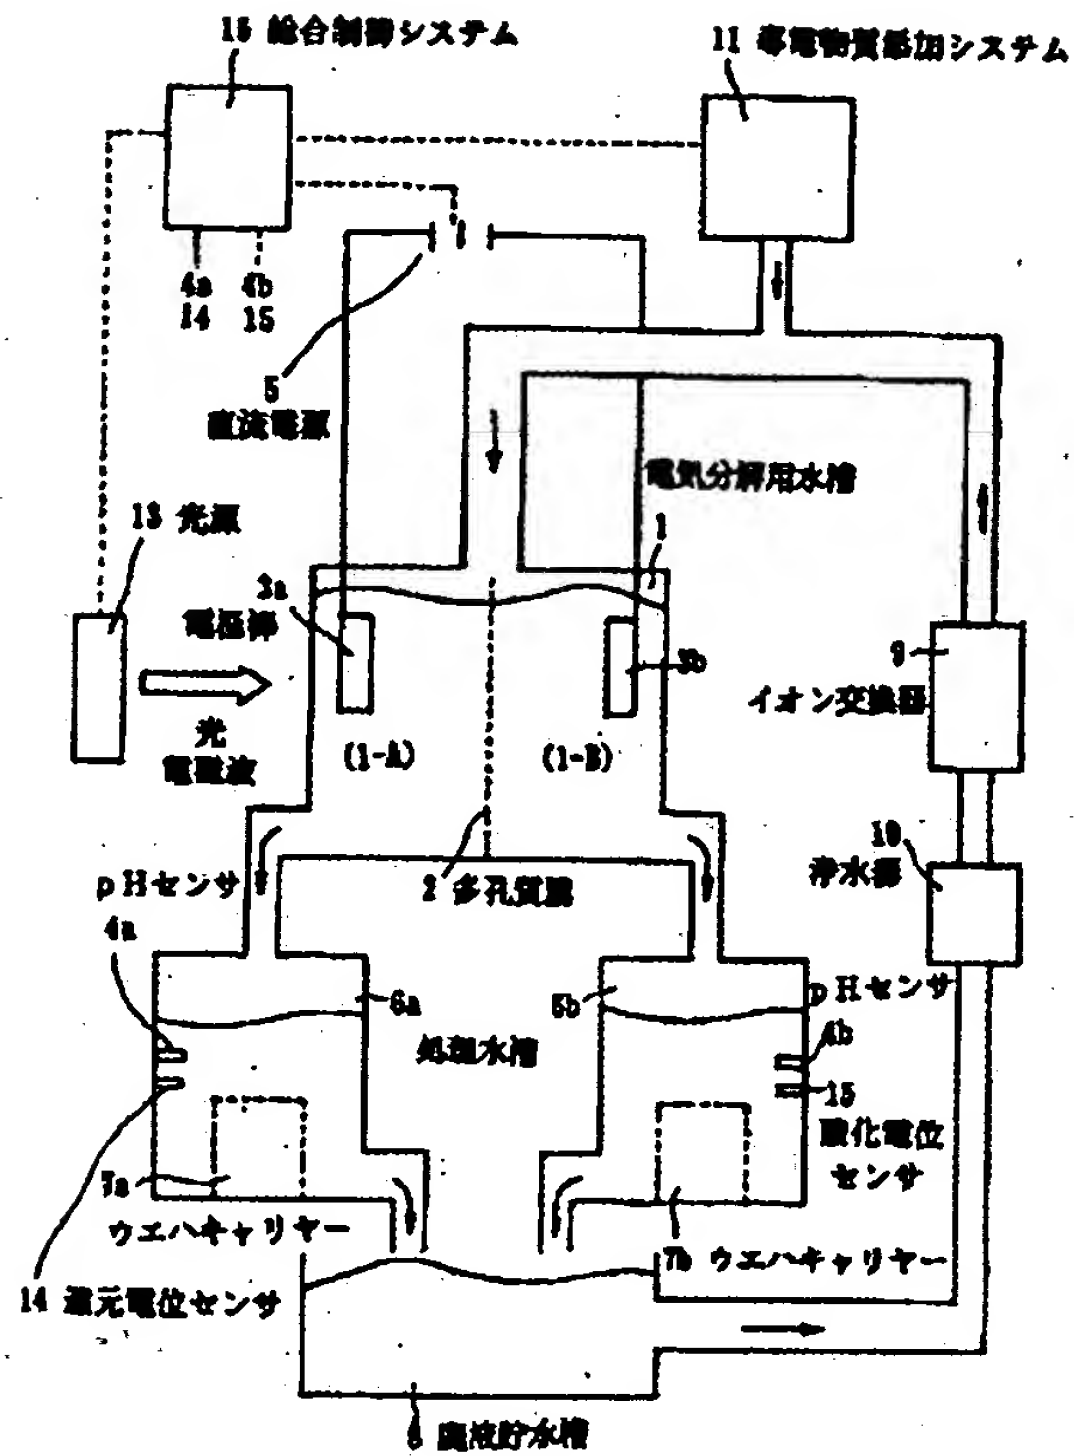 15 総合制御システム
11 導電物質添加システム
4a 4b
14 15
5
直流電源
電気分解用水槽
1
13 光源
3a
電極棒
3b
9
イオン交換器
光
電磁波
(1-A)
(1-B)
10
浄水器
2 多孔質膜
pHセンサ
4a
6a
6b
pHセンサ
処理水槽
4b
15
酸化電位
センサ
7a
ウエハキャリヤー
7b ウエハキャリヤー
14 還元電位センサ
8 廃液貯水槽